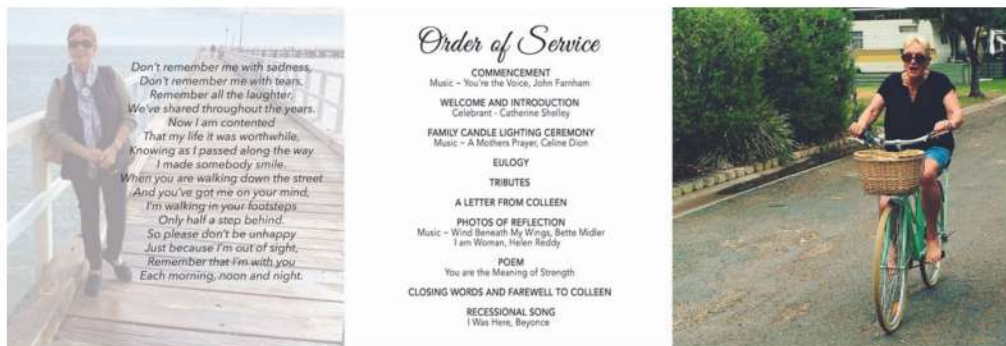 Don't remember me with sadness,
Don't remember me with tears,
Remember all the laughter,
We've shared throughout the years.
Now I am contented
That my life it was worthwhile,
Knowing as I passed along the way
I made somebody smile.
When you are walking down the street
And you've got me on your mind,
I'm walking in your footsteps
Only half a step behind.
So please don't be unhappy
Just because I'm out of sight,
Remember that I'm with you
Each morning, noon and night.
Order of Service
COMMENCEMENT
Music ~ You're the Voice, John Farnham
WELCOME AND INTRODUCTION
Celebrant - Catherine Shelley
FAMILY CANDLE LIGHTING CEREMONY
Music ~ A Mothers Prayer, Celine Dion
EULOGY
TRIBUTES
A LETTER FROM COLLEEN
PHOTOS OF REFLECTION
Music ~ Wind Beneath My Wings, Bette Midler
I am Woman, Helen Reddy
POEM
You are the Meaning of Strength
CLOSING WORDS AND FAREWELL TO COLLEEN
RECESSIONAL SONG
I Was Here, Beyonce